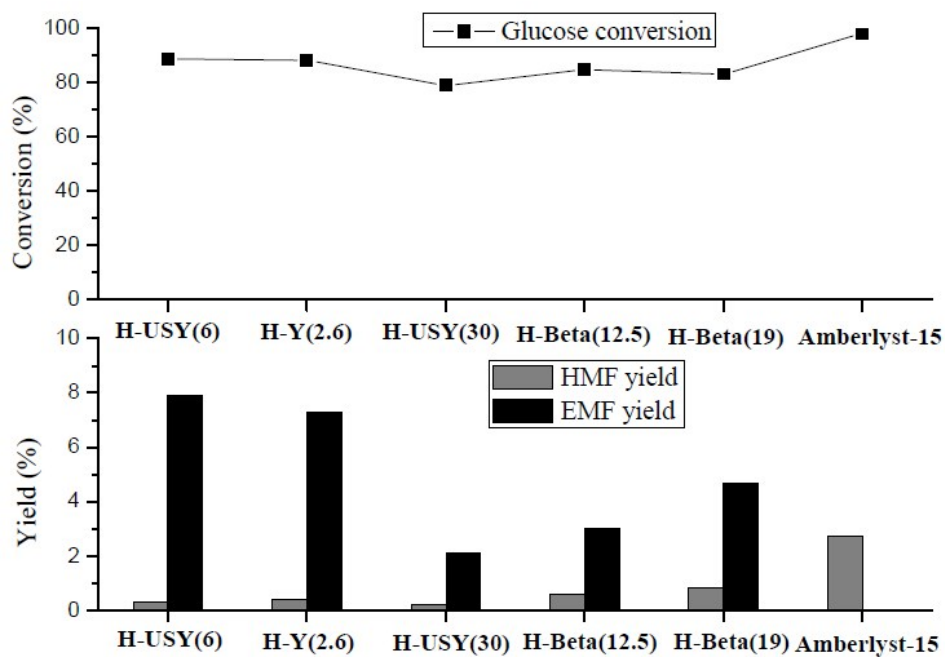 100
Glucose conversion
80
60
40
20
0
Conversion (%)
H-USY(6) H-Y(2.6) H-USY(30) H-Beta(12.5) H-Beta(19) Amberlyst-15
10
HMF yield
8
EMF yield
6
4
2
0
Yield (%)
H-USY(6) H-Y(2.6) H-USY(30) H-Beta(12.5) H-Beta(19) Amberlyst-15